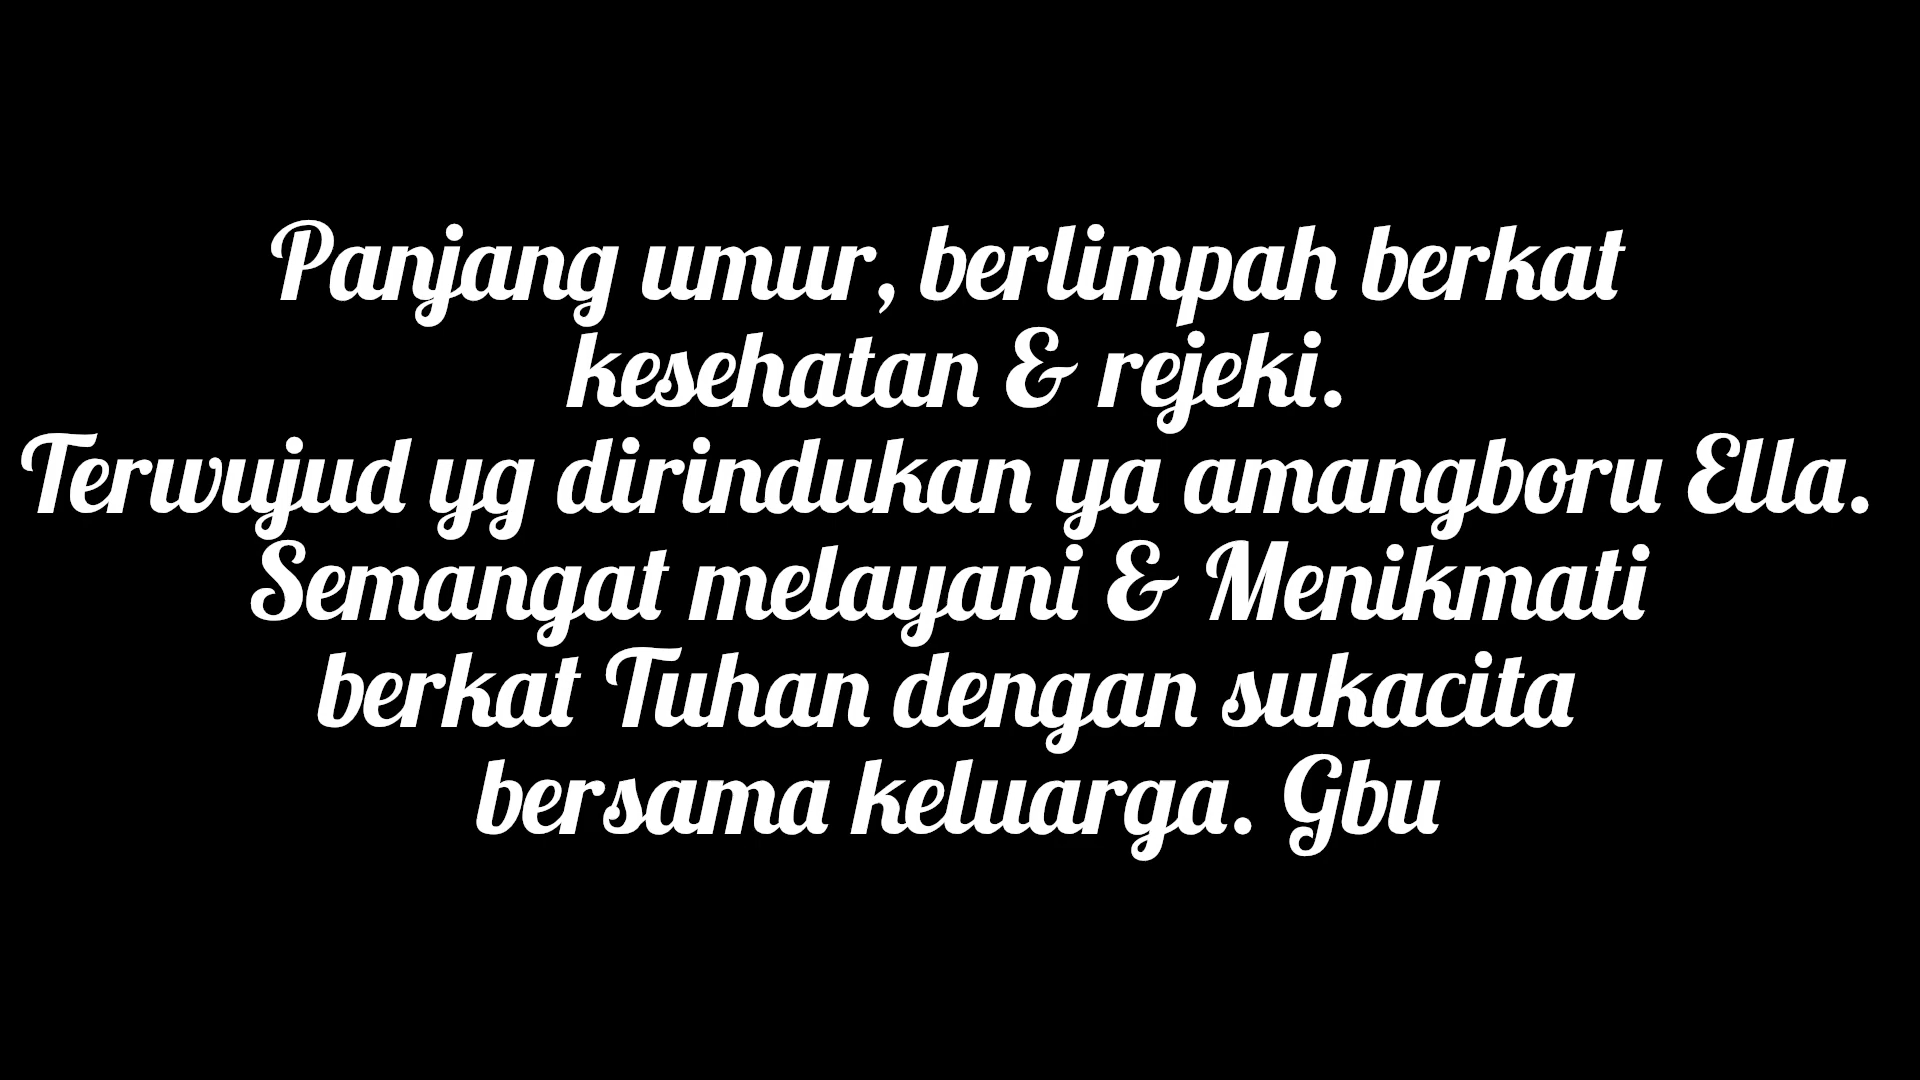 Panjang umur, berlimpah berkat
kesehatan & rejeki.
Terwujud yg dirindukan ya amangboru Ella.
Semangat melayani & Menikmati
berkat Tuhan dengan sukacita
bersama keluarga. Gbu